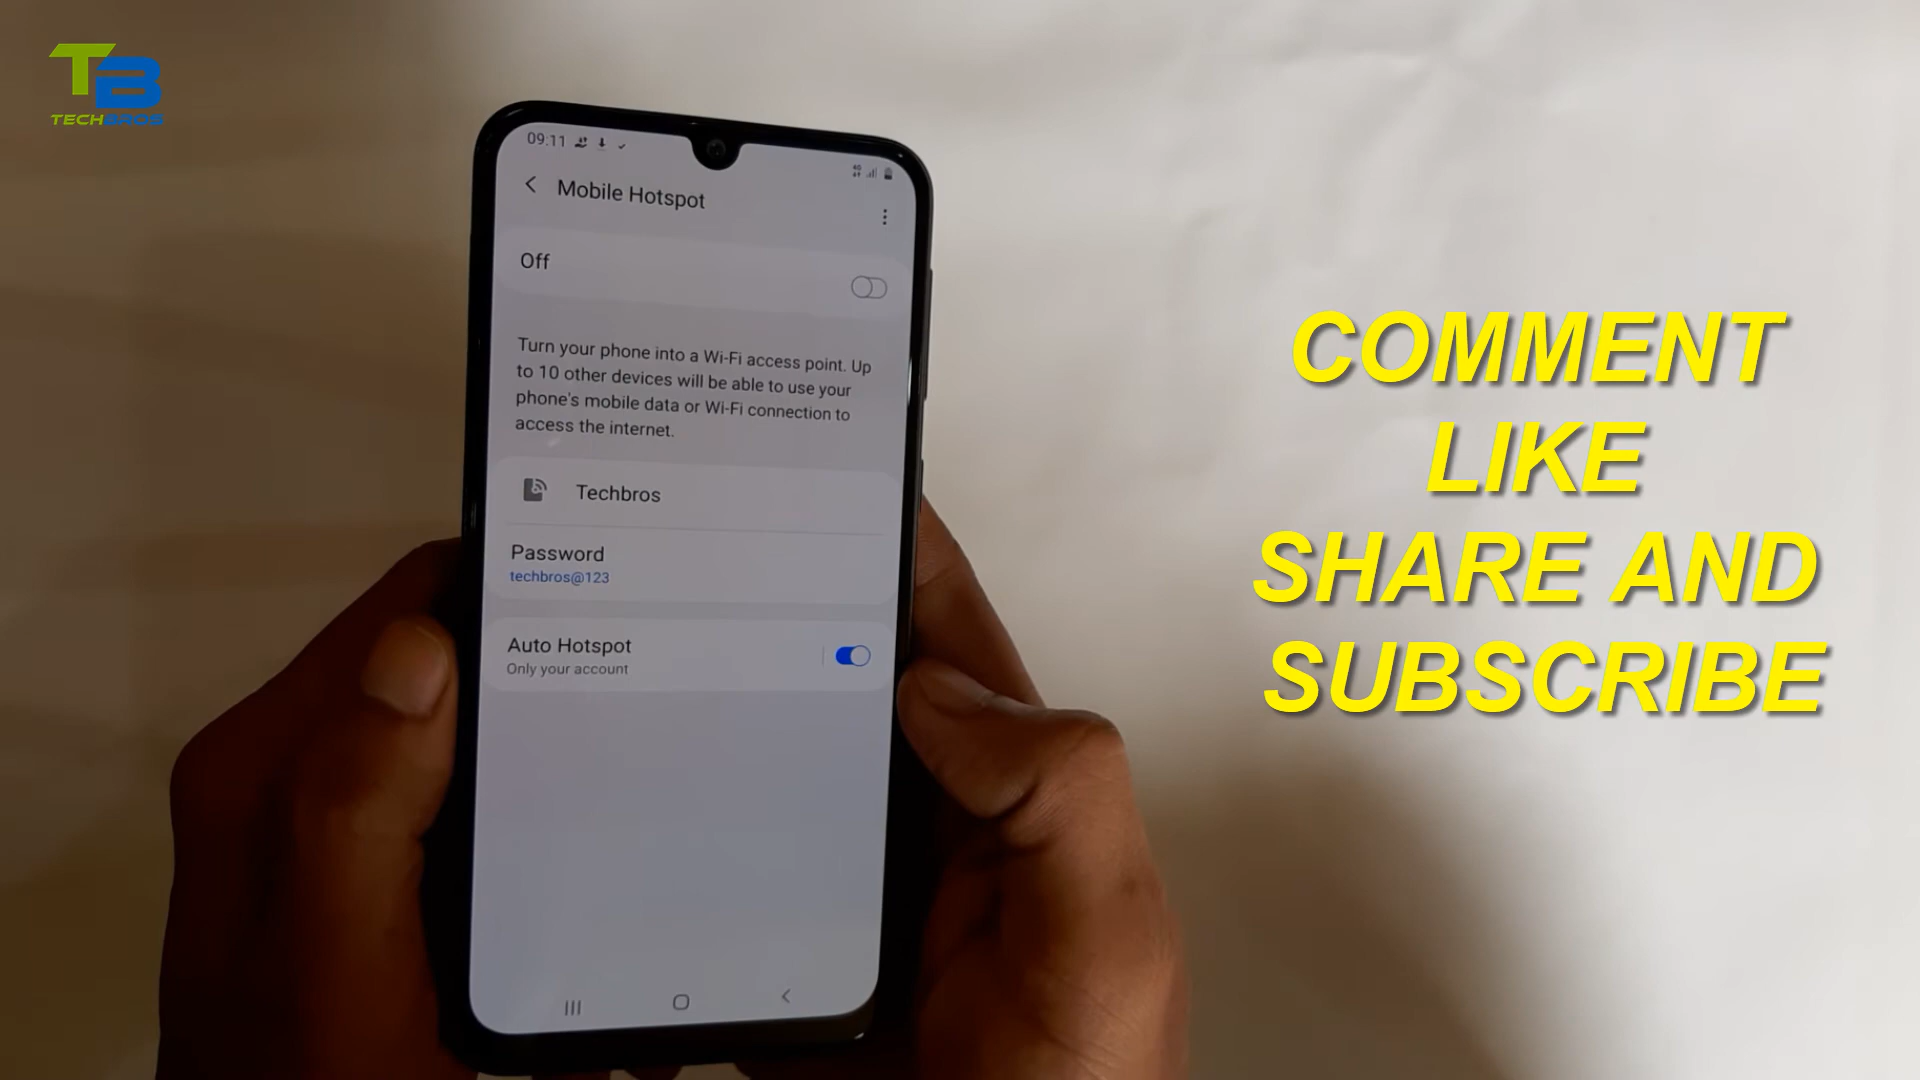 TB
TECHBROS
09:11
4G
Mobile Hotspot
Off
Turn your phone into a Wi-Fi access point. Up
to 10 other devices will be able to use your
phone's mobile data or Wi-Fi connection to
access the internet.
Techbros
Password
techbros@123
Auto Hotspot
Only your account
COMMENT
LIKE
SHARE AND
SUBSCRIBE